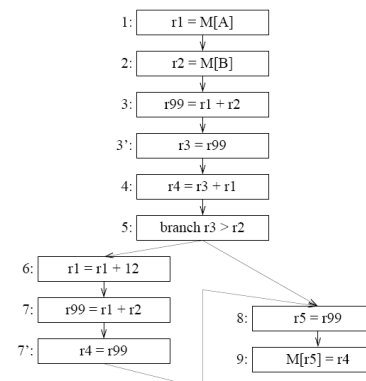 1: r1 = M[A]
2: r2 = M[B]
3: r99 = r1 + r2
3’: r3 = r99
4: r4 = r3 + r1
5: branch r3 > r2
6: r1 = r1 + 12
7: r99 = r1 + r2
7’: r4 = r99
8: r5 = r99
9: M[r5] = r4